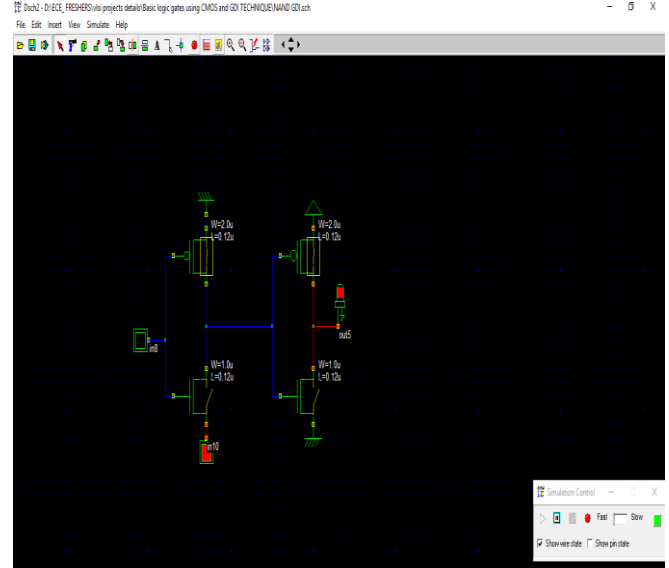 Dsch2 - D:\ECE_FRESHERS\vlsi projects details\Basic logic gates using CMOS and GDI TECHNIQUE\NAND GDI.sch
File Edit Insert View Simulate Help
W=2.0u
L=0.12u
W=2.0u
L=0.12u
in8
out5
W=1.0u
L=0.12u
W=1.0u
L=0.12u
in10
Simulation Control
Fast
Slow
Show wire state
Show pin state